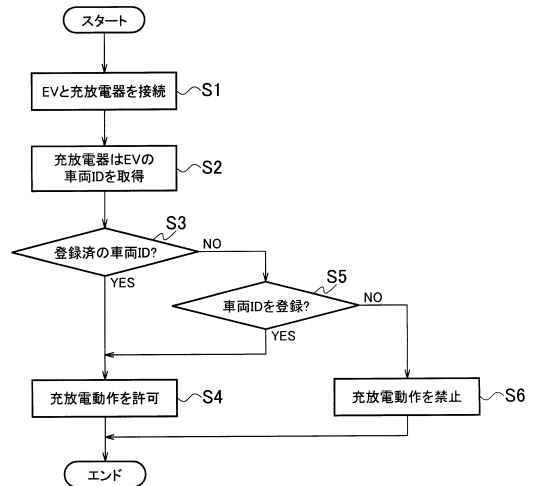 スタート
EVと充放電器を接続
S1
充放電器はEVの
車両IDを取得
S2
S3
登録済の車両ID?
NO
YES
S5
車両IDを登録?
NO
YES
充放電動作を許可
S4
充放電動作を禁止
S6
エンド